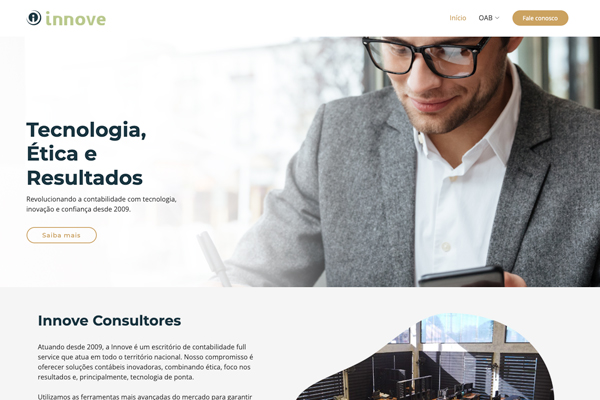 innove
Início
OAB
Fale conosco
Tecnologia,
Ética e
Resultados
Revolucionando a contabilidade com tecnologia,
inovação e confiança desde 2009.
Saiba mais
Innove Consultores
Atuando desde 2009, a Innove é um escritório de contabilidade full
service que atua em todo o território nacional. Nosso compromisso é
oferecer soluções contábeis inovadoras, combinando ética, foco nos
resultados e, principalmente, tecnologia de ponta.
Utilizamos as ferramentas mais avançadas do mercado para garantir